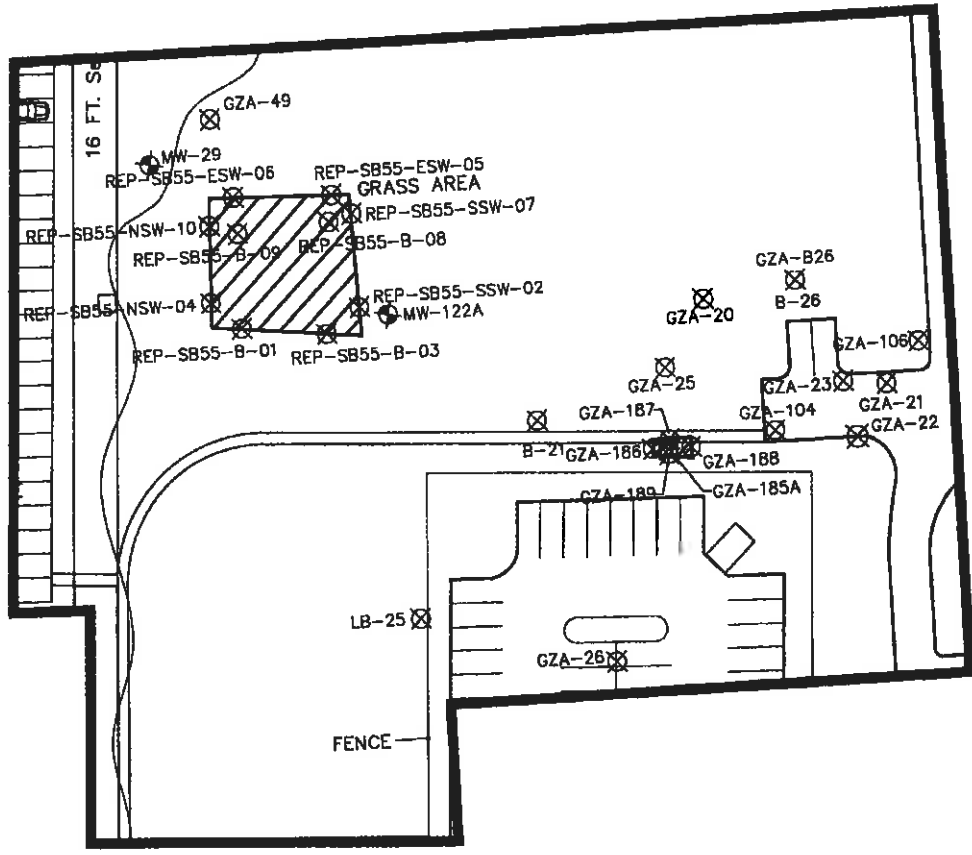 16 FT. Se
GZA-49
MW-29
REP-SB55-ESW-06
REP-SB55-ESW-05
GRASS AREA
REP-SB55-SSW-07
REP-SB55-NSW-10
REP-SB55-B-08
REP-SB55-B-09
GZA-B26
B-26
REP-SB55-SSW-02
REP-SB55-NSW-04
MW-122A
GZA-20
GZA-106
REP-SB55-B-01
REP-SB55-B-03
GZA-25
GZA-23
GZA-21
GZA-187
GZA-104
GZA-22
B-21
GZA-186
GZA-188
GZA-189
GZA-185A
LB-25
GZA-26
FENCE